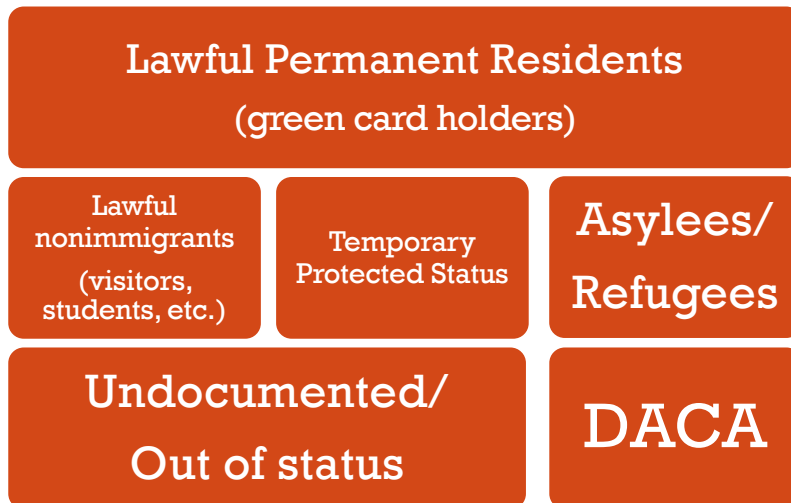 Lawful Permanent Residents
(green card holders)
Lawful
nonimmigrants
(visitors,
students, etc.)
Temporary
Protected Status
Asylees/
Refugees
Undocumented/
Out of status
DACA